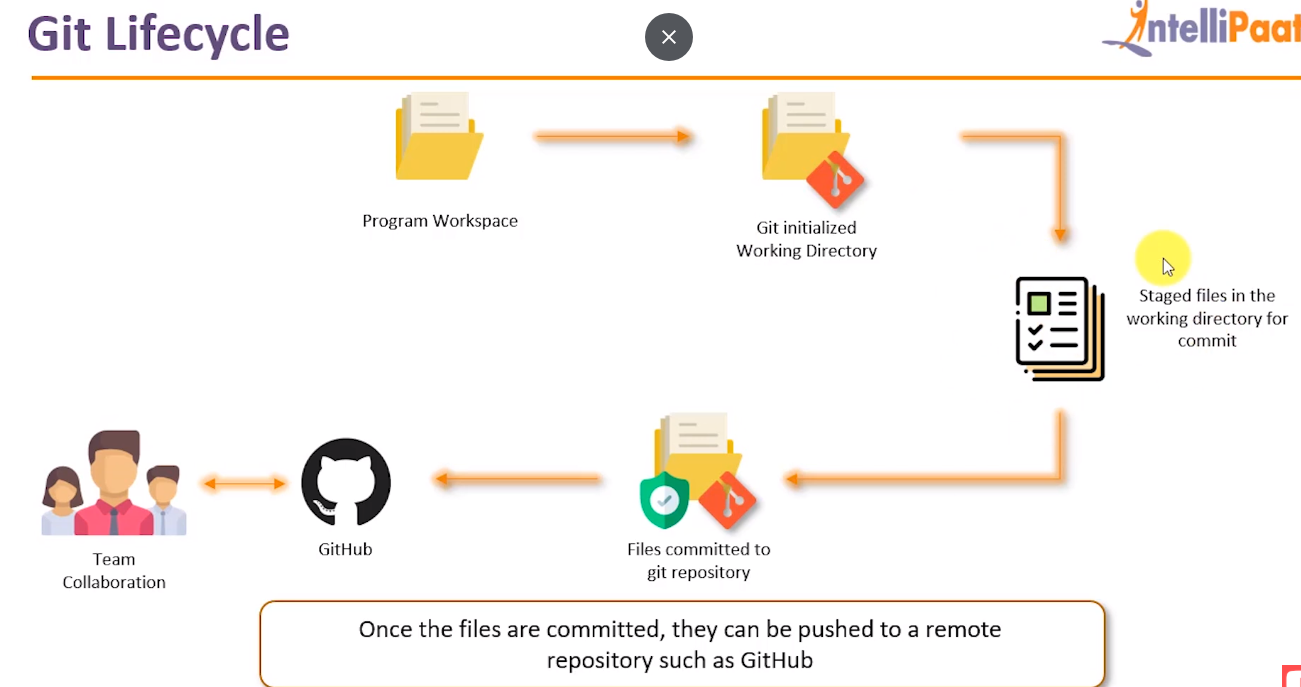 Git Lifecycle
IntelliPaat
Program Workspace
Git initialized
Working Directory
Staged files in the
working directory for
commit
Files committed to
git repository
GitHub
Team
Collaboration
Once the files are committed, they can be pushed to a remote
repository such as GitHub